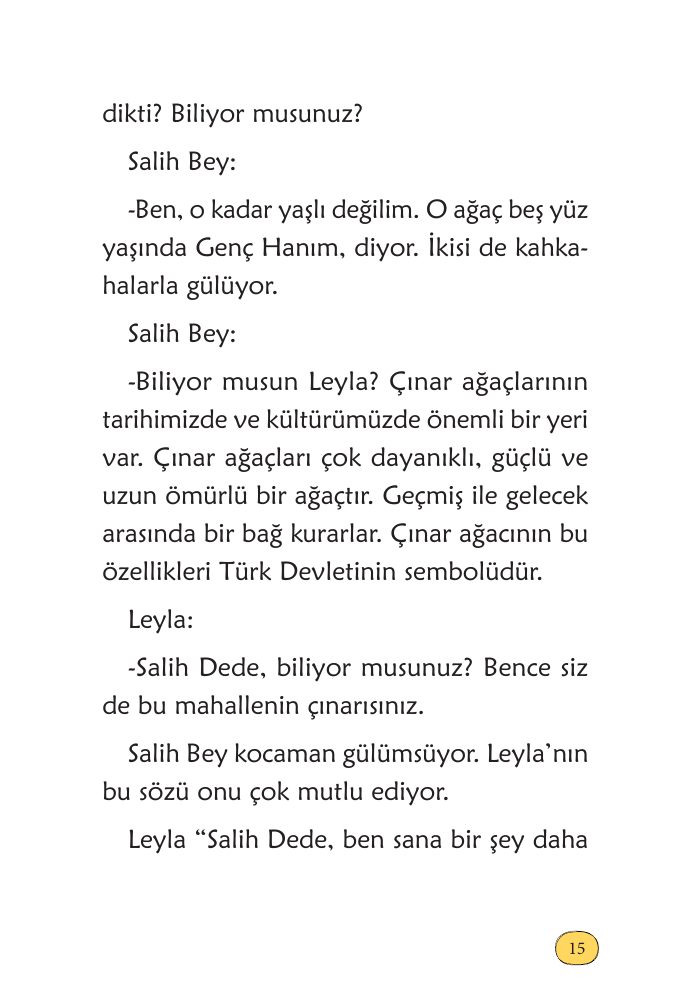 dikti? Biliyor musunuz?
Salih Bey:
-Ben, o kadar yaşlı değilim. O ağaç beş yüz
yaşında Genç Hanım, diyor. İkisi de kahka-
halarla gülüyor.
Salih Bey:
-Biliyor musun Leyla? Çınar ağaçlarının
tarihimizde ve kültürümüzde önemli bir yeri
var. Çınar ağaçları çok dayanıklı, güçlü ve
uzun ömürlü bir ağaçtır. Geçmiş ile gelecek
arasında bir bağ kurarlar. Çınar ağacının bu
özellikleri Türk Devletinin sembolüdür.
Leyla:
-Salih Dede, biliyor musunuz? Bence siz
de bu mahallenin çınarısınız.
Salih Bey kocaman gülümsüyor. Leyla’nın
bu sözü onu çok mutlu ediyor.
Leyla “Salih Dede, ben sana bir şey daha
15